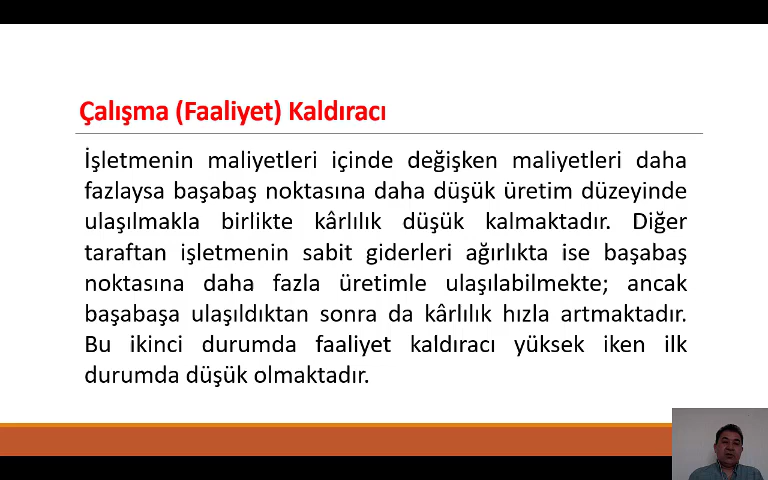 Çalışma (Faaliyet) Kaldıracı
İşletmenin maliyetleri içinde değişken maliyetleri daha
fazlaysa başabaş noktasına daha düşük üretim düzeyinde
ulaşılmakla birlikte kârlılık düşük kalmaktadır. Diğer
taraftan işletmenin sabit giderleri ağırlıkta ise başabaş
noktasına daha fazla üretimle ulaşılabilmekte; ancak
başabaşa ulaşıldıktan sonra da kârlılık hızla artmaktadır.
Bu ikinci durumda faaliyet kaldıracı yüksek iken ilk
durumda düşük olmaktadır.